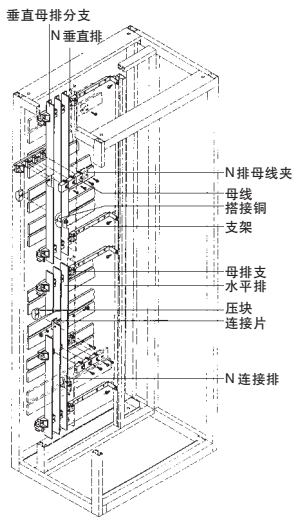 垂直母排分支
N垂直排
N排母线夹
母线
搭接铜
支架
母排支
水平排
压块
连接片
N连接排